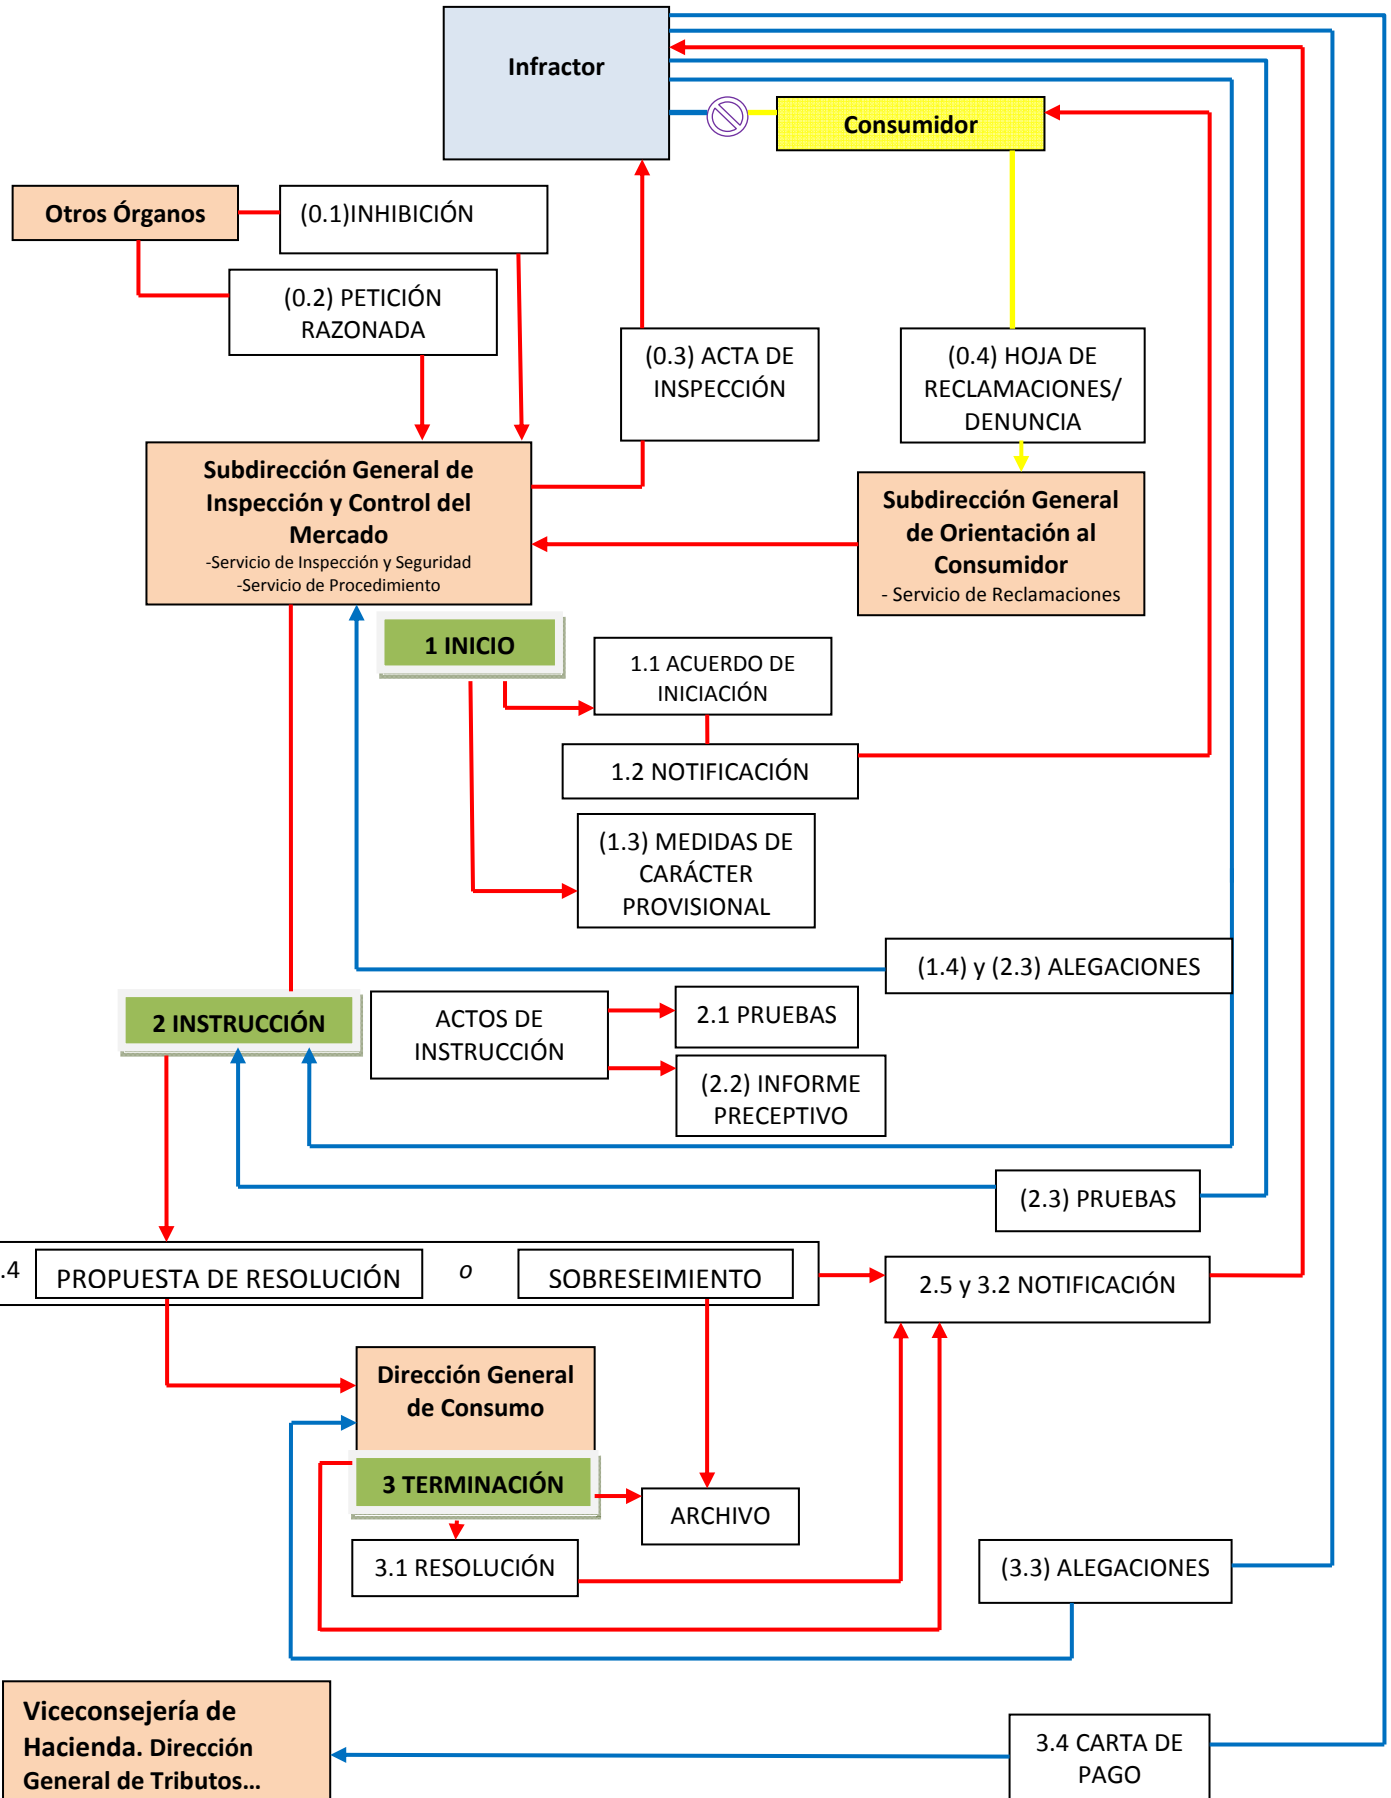 Infractor
Consumidor
Otros Órganos
(0.1)INHIBICIÓN
(0.2) PETICIÓN
RAZONADA
(0.3) ACTA DE
INSPECCIÓN
(0.4) HOJA DE
RECLAMACIONES/
DENUNCIA
Subdirección General de
Inspección y Control del
Mercado
-Servicio de Inspección y Seguridad
-Servicio de Procedimiento
Subdirección General
de Orientación al
Consumidor
- Servicio de Reclamaciones
1 INICIO
1.1 ACUERDO DE
INICIACIÓN
1.2 NOTIFICACIÓN
(1.3) MEDIDAS DE
CARÁCTER
PROVISIONAL
(1.4) y (2.3) ALEGACIONES
2 INSTRUCCIÓN
ACTOS DE
INSTRUCCIÓN
2.1 PRUEBAS
(2.2) INFORME
PRECEPTIVO
(2.3) PRUEBAS
.4 PROPUESTA DE RESOLUCIÓN o SOBRESEIMIENTO
2.5 y 3.2 NOTIFICACIÓN
Dirección General
de Consumo
3 TERMINACIÓN
ARCHIVO
3.1 RESOLUCIÓN
(3.3) ALEGACIONES
Viceconsejería de
Hacienda. Dirección
General de Tributos…
3.4 CARTA DE
PAGO